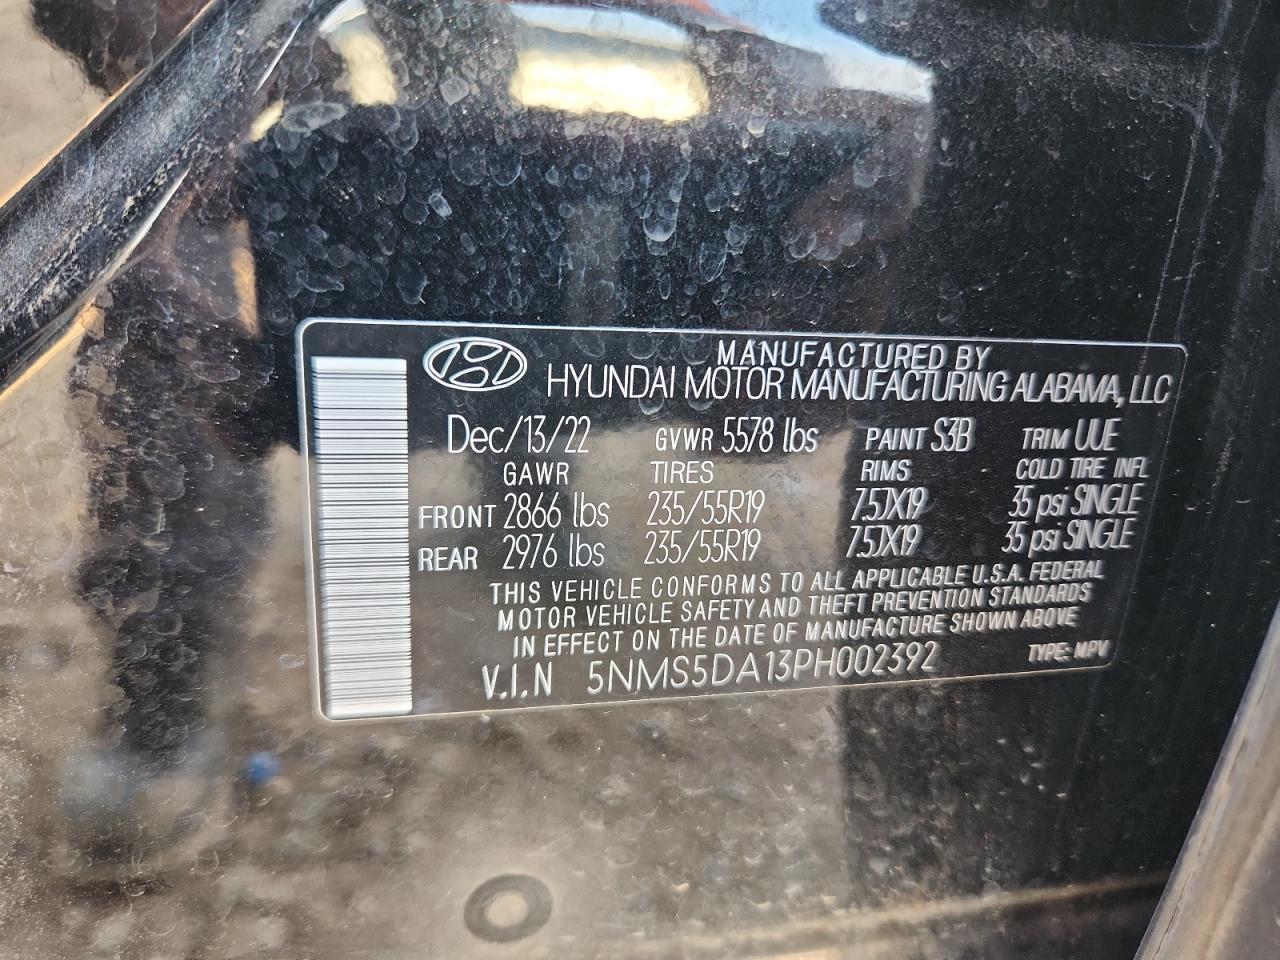 MANUFACTURED BY
HYUNDAI MOTOR MANUFACTURING ALABAMA, LLC
Dec/13/22 GVWR 5578 lbs PAINT S3B TRIM UUE
GAWR TIRES RIMS COLD TIRE INFL
FRONT 2866 lbs 235/55R19 7.5JX19 35 psi SINGLE
REAR 2976 lbs 235/55R19 7.5JX19 35 psi SINGLE
THIS VEHICLE CONFORMS TO ALL APPLICABLE U.S.A. FEDERAL
MOTOR VEHICLE SAFETY AND THEFT PREVENTION STANDARDS
IN EFFECT ON THE DATE OF MANUFACTURE SHOWN ABOVE
V.I.N 5NMS5DA13PH002392 TYPE: MPV